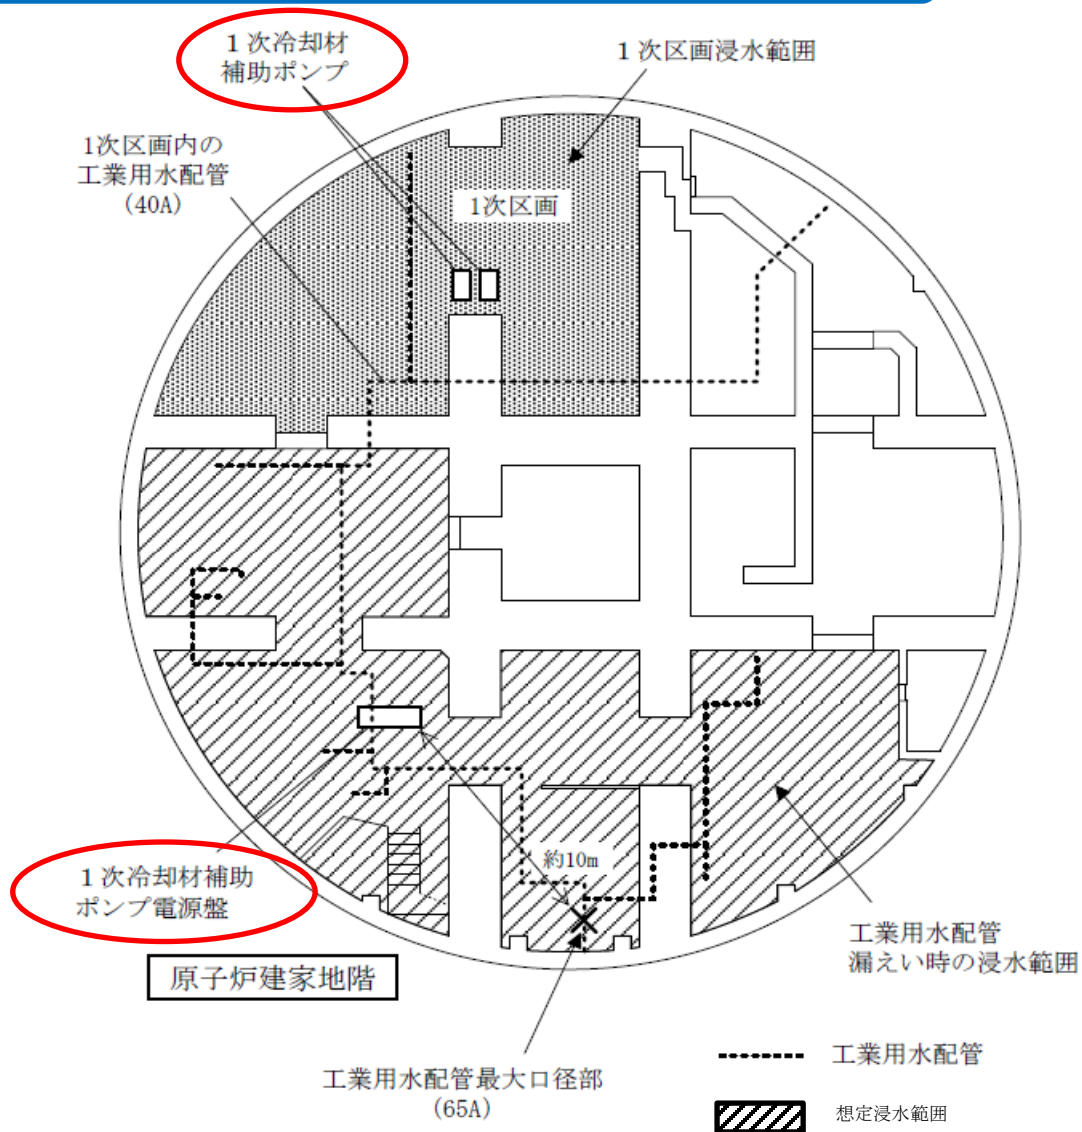 1次冷却材
補助ポンプ
1次区画浸水範囲
1次区画内の
工業用水配管
(40A)
1次区画
約10m
1次冷却材補助
ポンプ電源盤
原子炉建家地階
工業用水配管
漏えい時の浸水範囲
工業用水配管最大口径部
(65A)
工業用水配管
想定浸水範囲